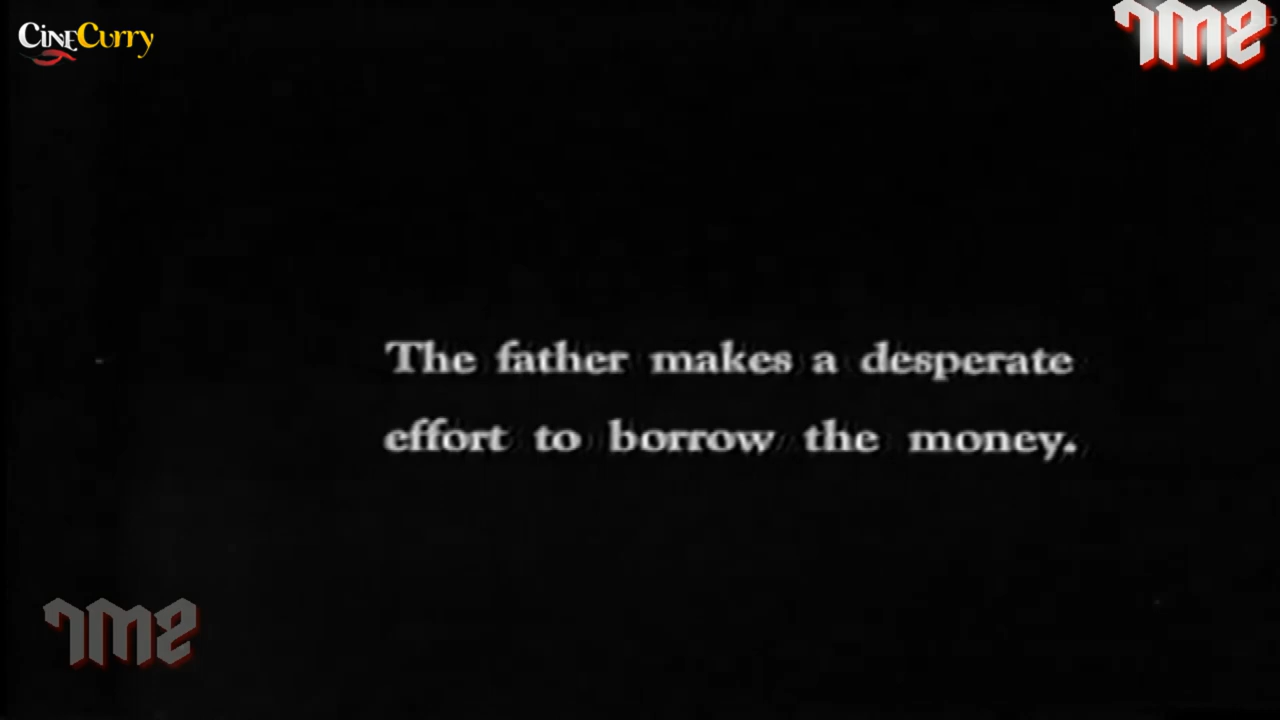 CineCurry
The father makes a desperate
effort to borrow the money.